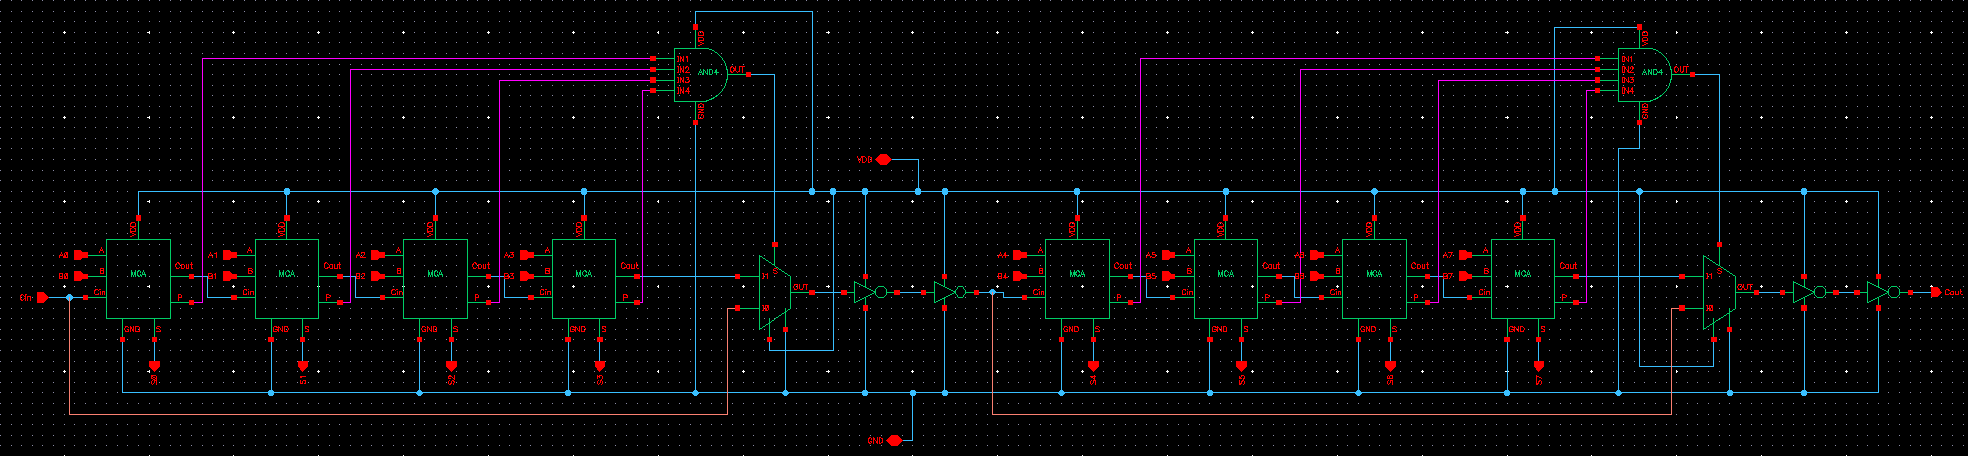 VDD
IN1
IN2
IN3
IN4
AND4
OUT
GND
VDD
IN1
IN2
IN3
IN4
AND4
OUT
GND
VDD
VDD
VDD
VDD
VDD
VDD
VDD
VDD
VDD
A0 A
B0 B
Cin Cin
MCA
Cout
P
GND S
S0
A1 A
B1 B
Cin
MCA
Cout
P
GND S
S1
A2 A
B2 B
Cin
MCA
Cout
P
GND S
S2
A3 A
B3 B
Cin
MCA
Cout
P
GND S
S3
OUT
A4 A
B4 B
Cin
MCA
Cout
P
GND S
S4
A5 A
B5 B
Cin
MCA
Cout
P
GND S
S5
A6 A
B6 B
Cin
MCA
Cout
P
GND S
S6
A7 A
B7 B
Cin
MCA
Cout
P
GND S
S7
OUT
Cout
GND